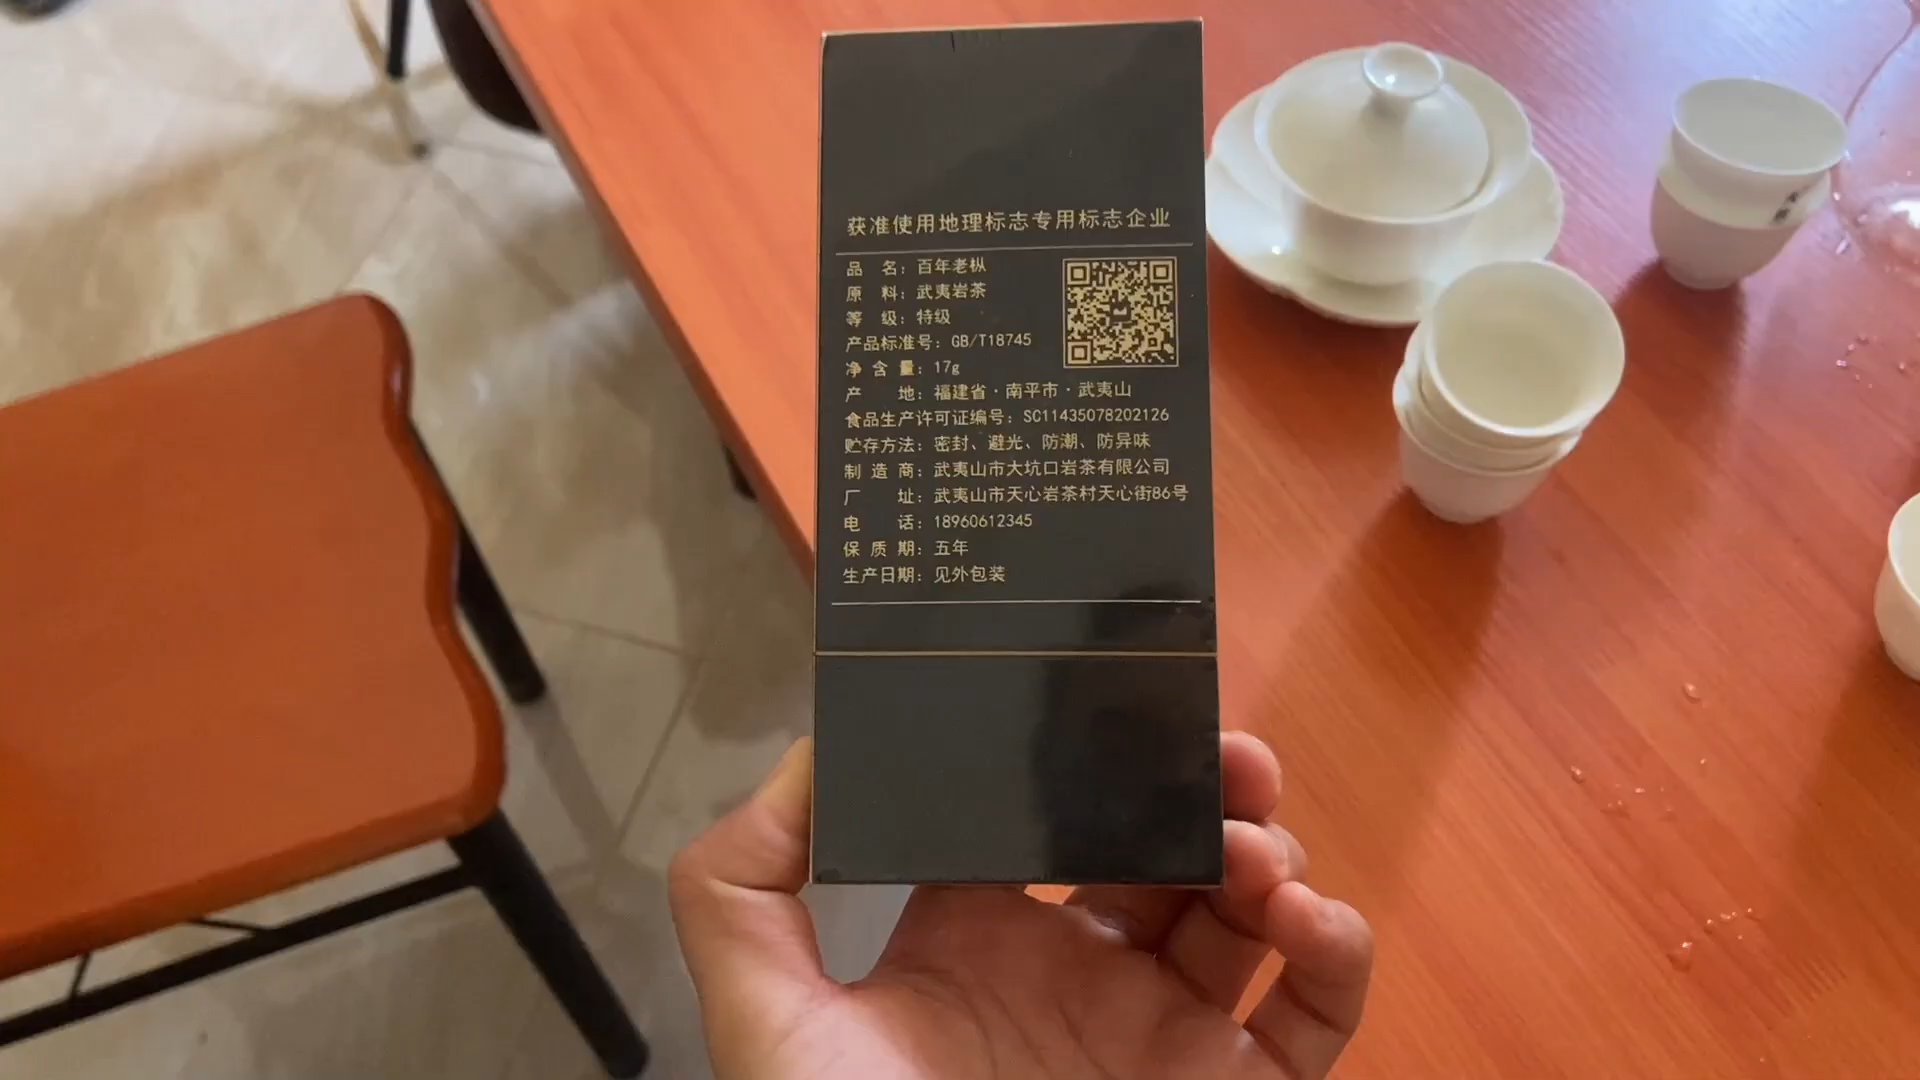 获准使用地理标志专用标志企业
品 名：百年老枞
原 料：武夷岩茶
等 级：特级
产品标准号：GB/T18745
净 含 量：17g
产 地：福建省·南平市·武夷山
食品生产许可证编号：SC11435078202126
贮存方法：密封、避光、防潮、防异味
制 造 商：武夷山市大坑口岩茶有限公司
厂 址：武夷山市天心岩茶村天心街86号
电 话：18960612345
保 质 期：五年
生产日期：见外包装